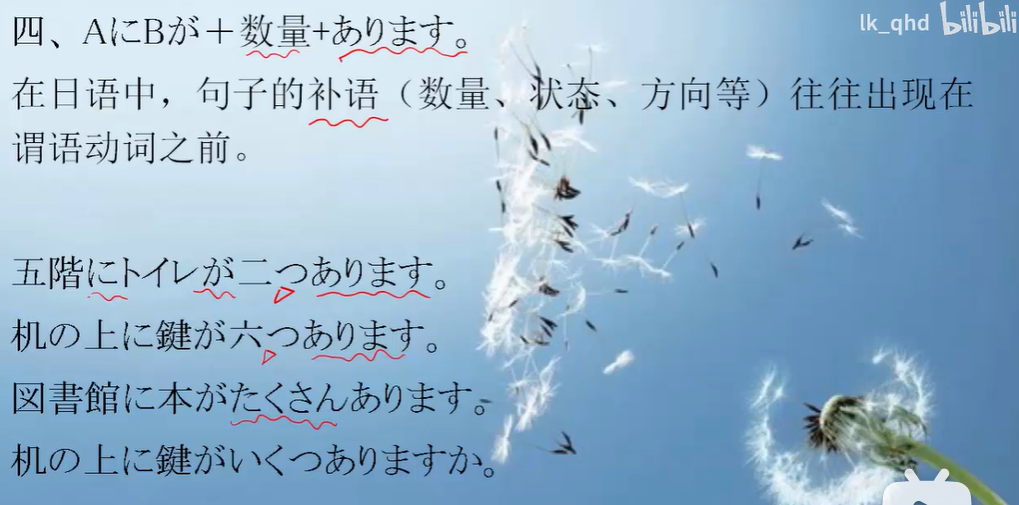 lk_qhd bilibili
四、AにBが＋数量+あります。
在日语中，句子的补语（数量、状态、方向等）往往出现在
谓语动词之前。
五階にトイレが二つあります。
机の上に鍵が六つあります。
図書館に本がたくさんあります。
机の上に鍵がいくつありますか。